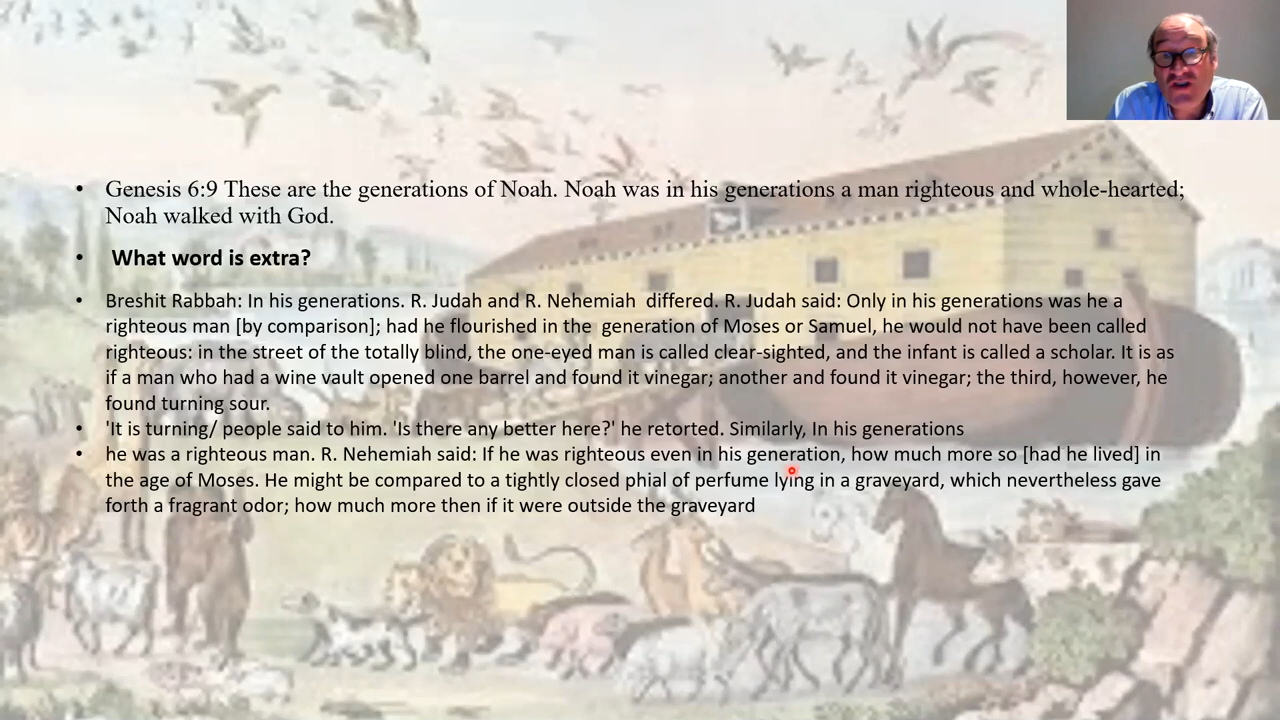 • Genesis 6:9 These are the generations of Noah. Noah was in his generations a man righteous and whole-hearted;
Noah walked with God.
• What word is extra?
• Breshit Rabbah: In his generations. R. Judah and R. Nehemiah differed. R. Judah said: Only in his generations was he a
righteous man [by comparison]; had he flourished in the generation of Moses or Samuel, he would not have been called
righteous: in the street of the totally blind, the one-eyed man is called clear-sighted, and the infant is called a scholar. It is as
if a man who had a wine vault opened one barrel and found it vinegar; another and found it vinegar; the third, however, he
found turning sour.
• 'It is turning/ people said to him. 'Is there any better here?' he retorted. Similarly, In his generations
• he was a righteous man. R. Nehemiah said: If he was righteous even in his generation, how much more so [had he lived] in
the age of Moses. He might be compared to a tightly closed phial of perfume lying in a graveyard, which nevertheless gave
forth a fragrant odor; how much more then if it were outside the graveyard